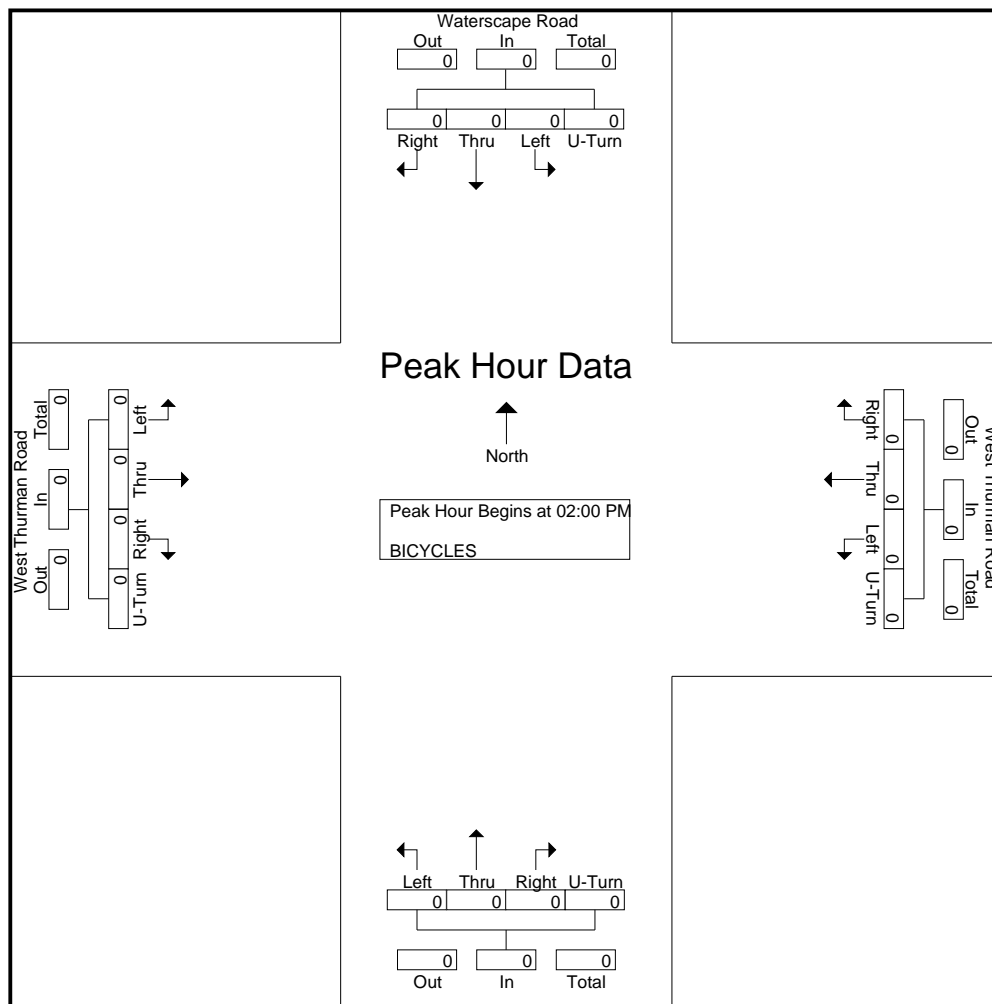 Waterscape Road
Out In Total
0 0 0
0 0 0 0
Right Thru Left U-Turn
Peak Hour Data
North
Peak Hour Begins at 02:00 PM
BICYCLES
West Thurman Road
Total In Out
0 0 0
0 0 0 0
Left Thru Right U-Turn
Right Thru Left U-Turn
0 0 0 0
0 0 0
Out In Total
West Thurman Road
Left Thru Right U-Turn
0 0 0 0
0 0 0
Out In Total